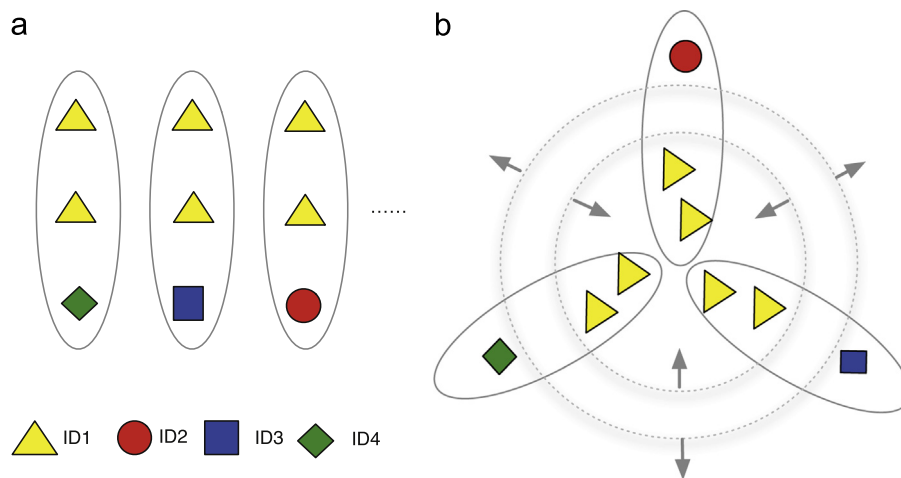 a
b
......
ID1
ID2
ID3
ID4